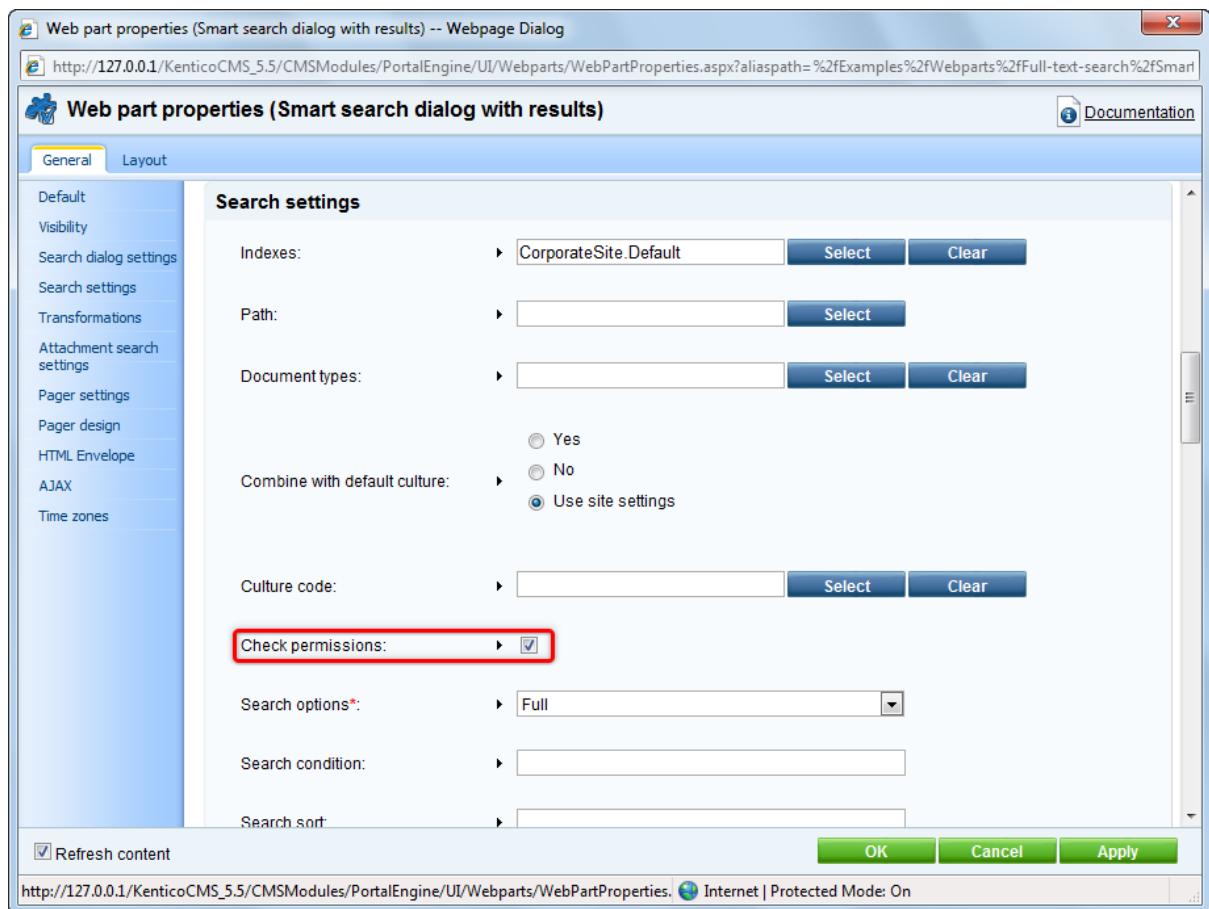 Web part properties (Smart search dialog with results) -- Webpage Dialog
http://127.0.0.1/KenticoCMS_5.5/CMSModules/PortalEngine/UI/Webparts/WebPartProperties.aspx?aliaspath=%2fExamples%2fWebparts%2fFull-text-search%2fSmart
Web part properties (Smart search dialog with results)
Documentation
General Layout
Default
Visibility
Search dialog settings
Search settings
Transformations
Attachment search
settings
Pager settings
Pager design
HTML Envelope
AJAX
Time zones
Search settings
Indexes: CorporateSite.Default Select Clear
Path: Select
Document types: Select Clear
Yes
No
Combine with default culture:
Use site settings
Culture code: Select Clear
Check permissions:
Search options*: Full
Search condition:
Search sort:
Refresh content OK Cancel Apply
http://127.0.0.1/KenticoCMS_5.5/CMSModules/PortalEngine/UI/Webparts/WebPartProperties. Internet | Protected Mode: On